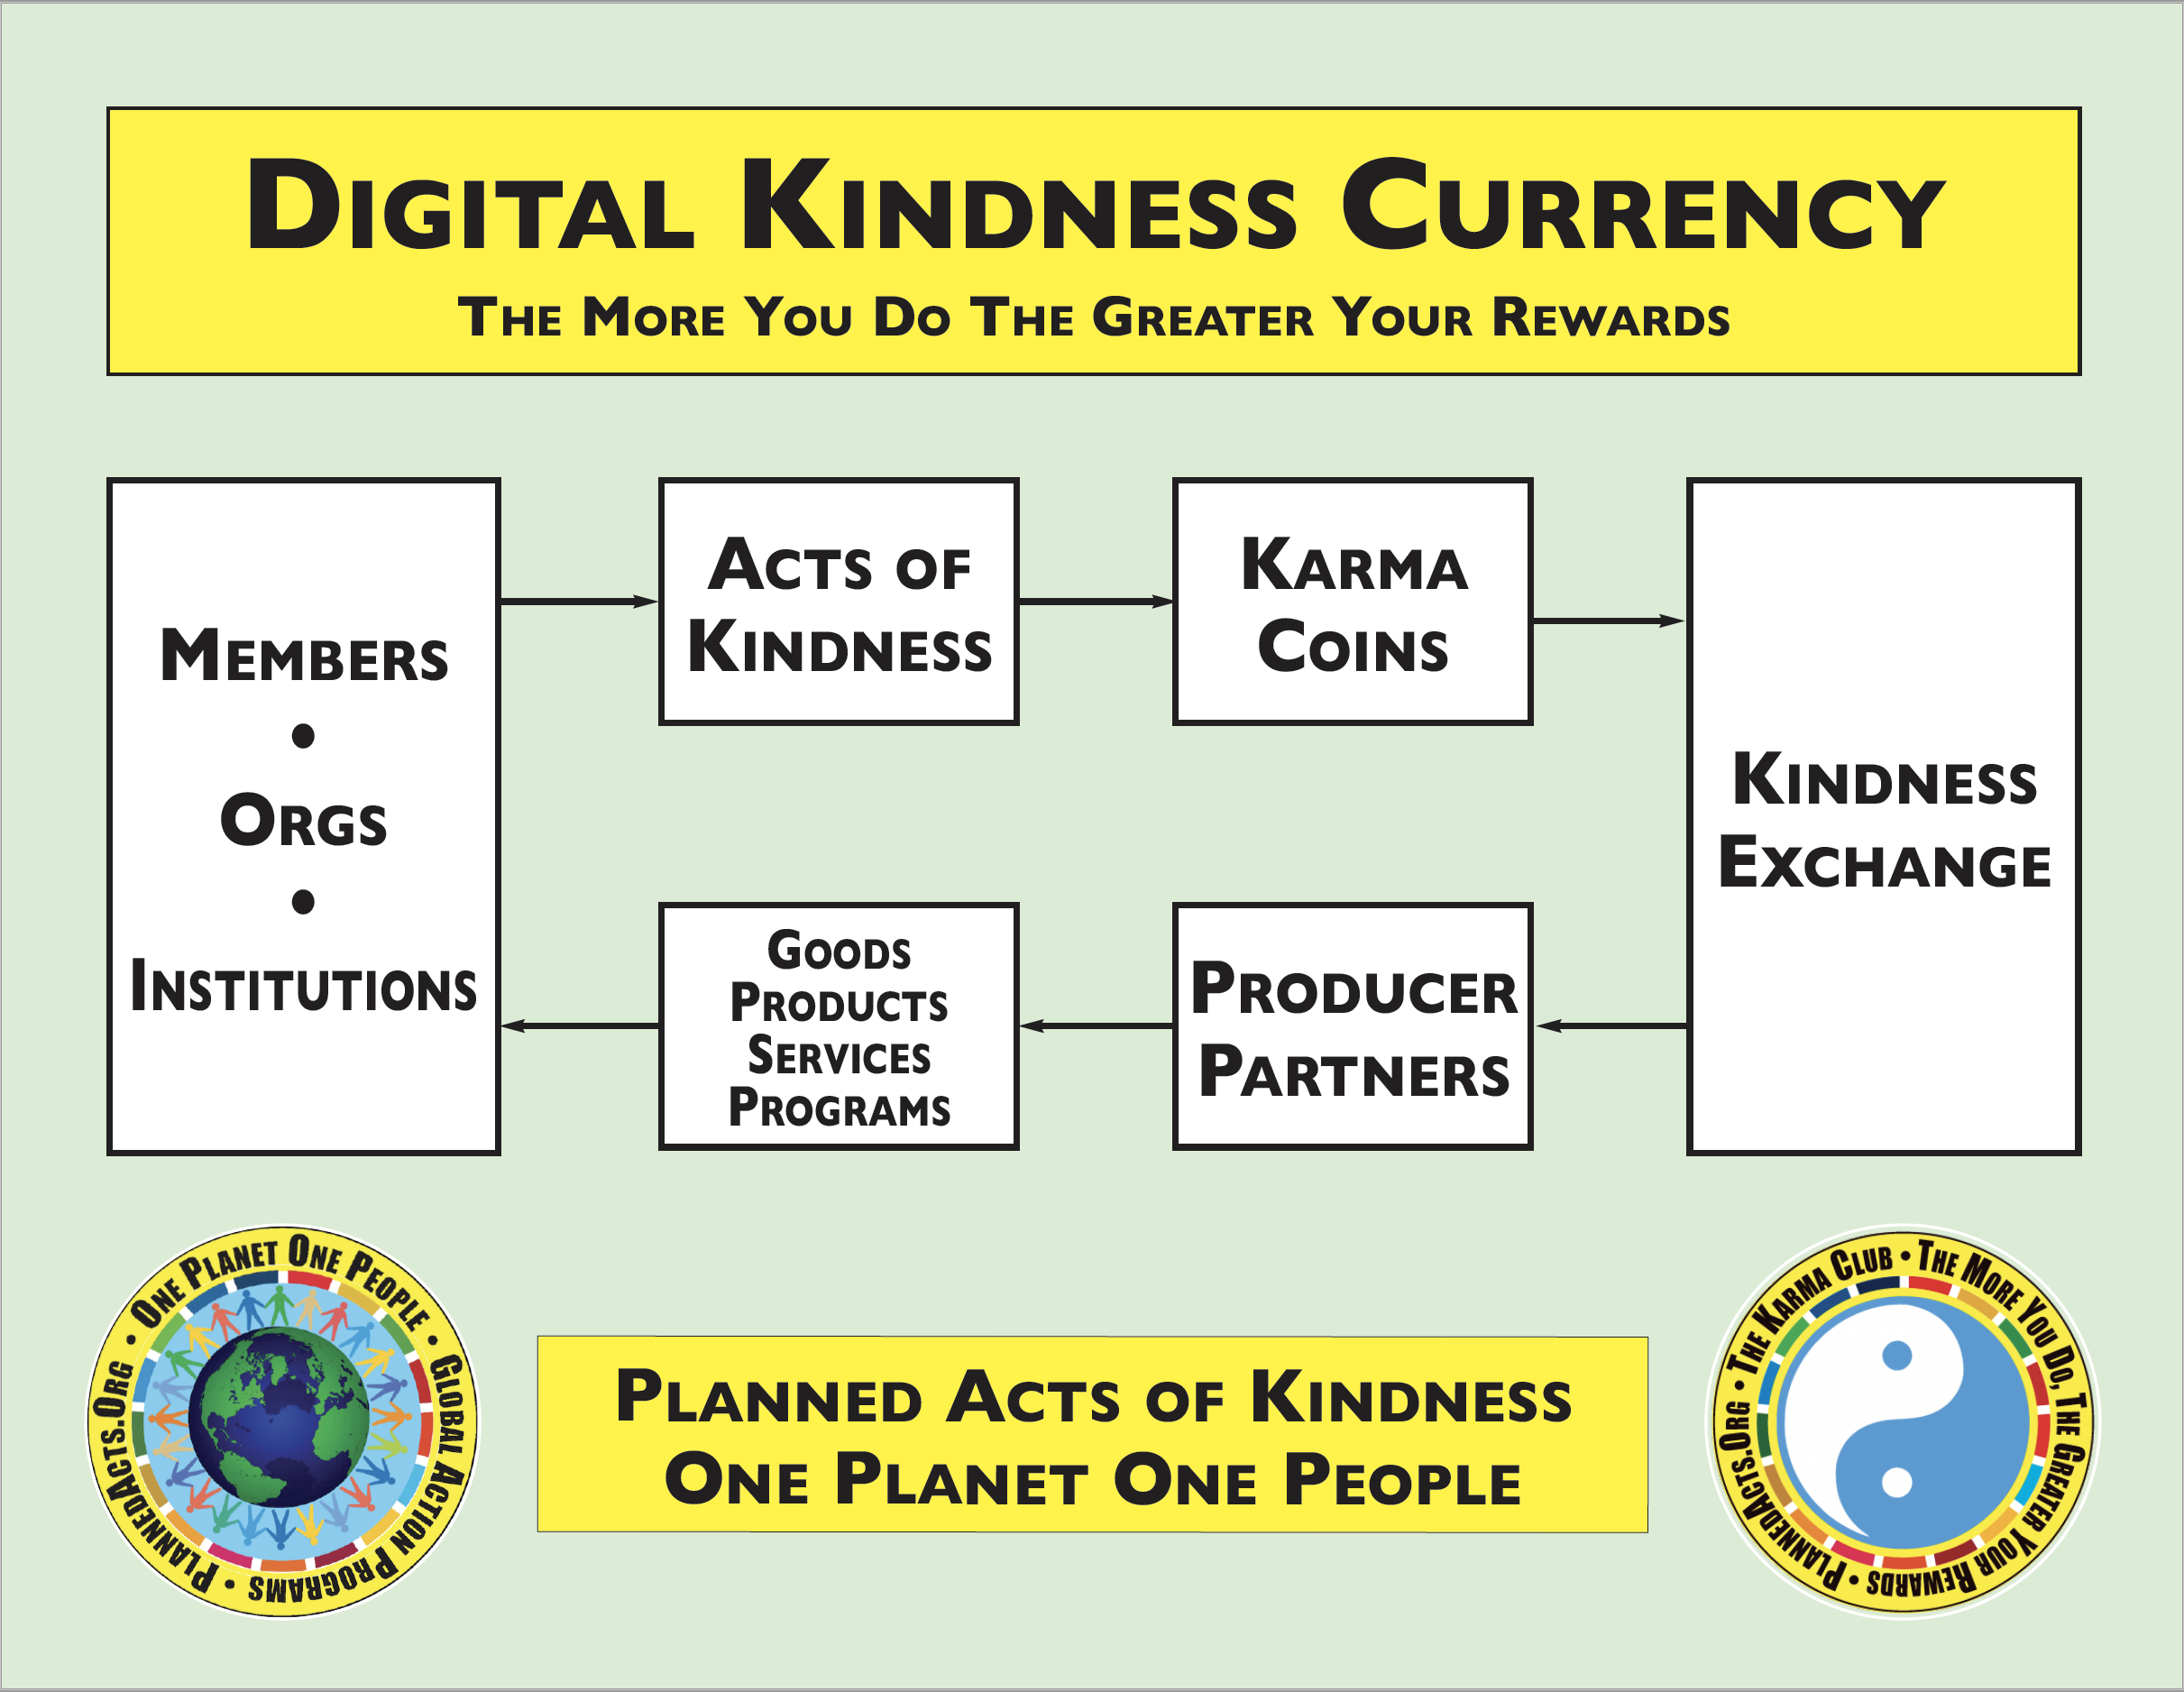 DIGITAL KINDNESS CURRENCY
THE MORE YOU DO THE GREATER YOUR REWARDS
MEMBERS
•
ORGS
•
INSTITUTIONS
ACTS OF
KINDNESS
KARMA
COINS
KINDNESS
EXCHANGE
GOODS
PRODUCTS
SERVICES
PROGRAMS
PRODUCER
PARTNERS
ONE PLANET ONE PEOPLE • GLOBAL ACTION PROGRAMS • PLANNEDACTS.ORG •
PLANNED ACTS OF KINDNESS
ONE PLANET ONE PEOPLE
THE KARMA CLUB • THE MORE YOU DO, THE GREATER YOUR REWARDS • PLANNEDACTS.ORG •